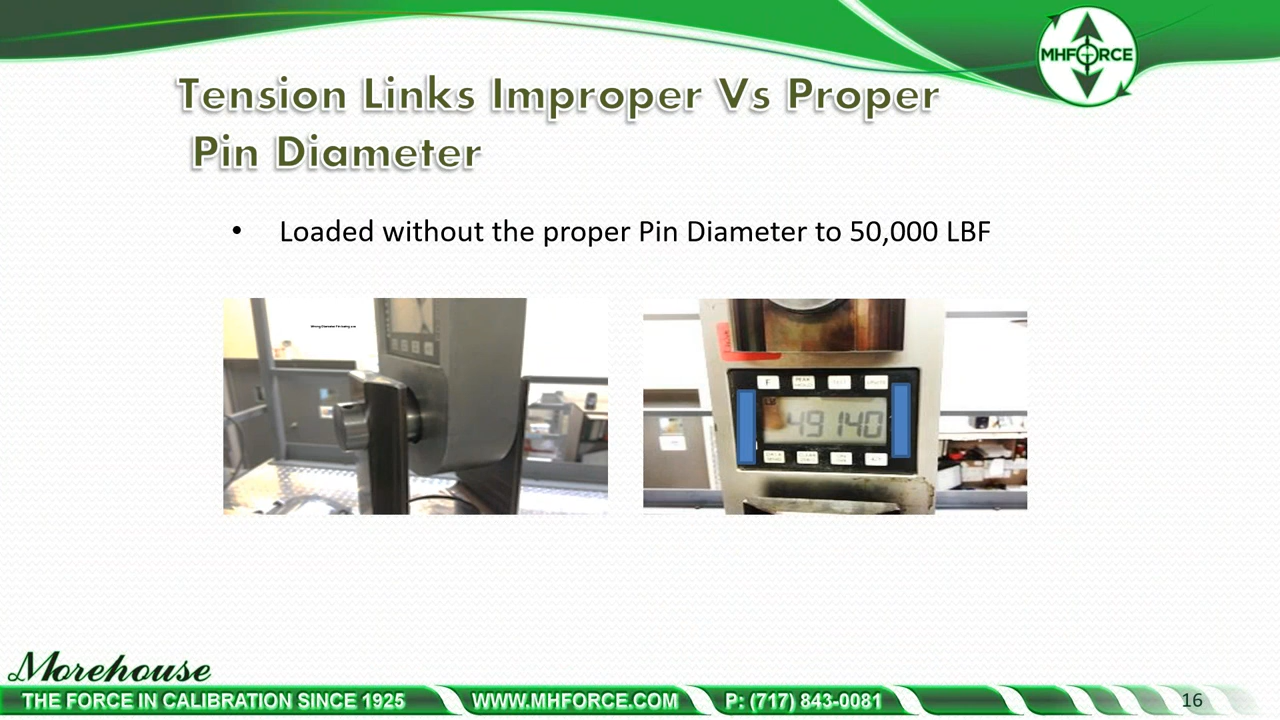 MHFORCE
Tension Links Improper Vs Proper
Pin Diameter
• Loaded without the proper Pin Diameter to 50,000 LBF
F
49140
Morehouse
THE FORCE IN CALIBRATION SINCE 1925
WWW.MHFORCE.COM
P: (717) 843-0081
16